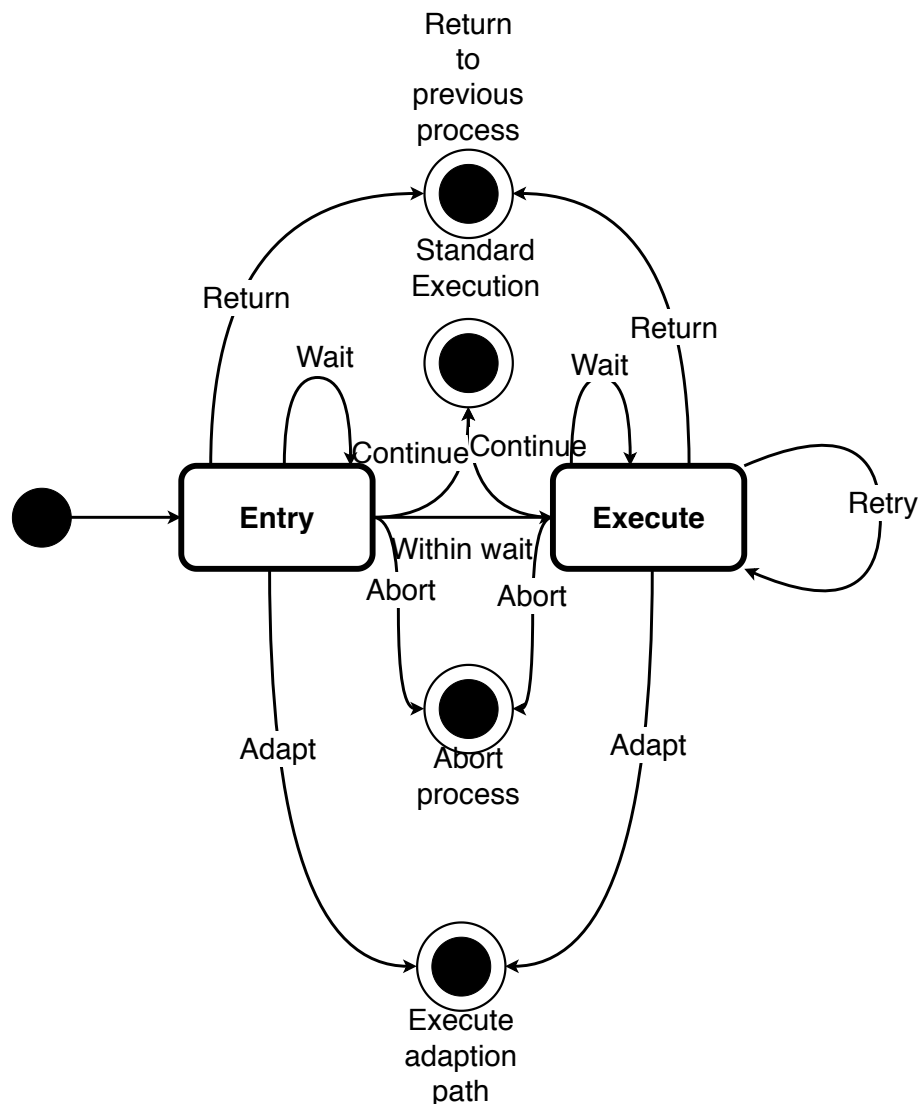 Return
to
previous
process
Standard
Execution
Return
Return
Wait
Wait
Continue
Continue
Entry
Execute
Retry
Within wait
Abort
Abort
Adapt
Adapt
Abort
process
Execute
adaption
path